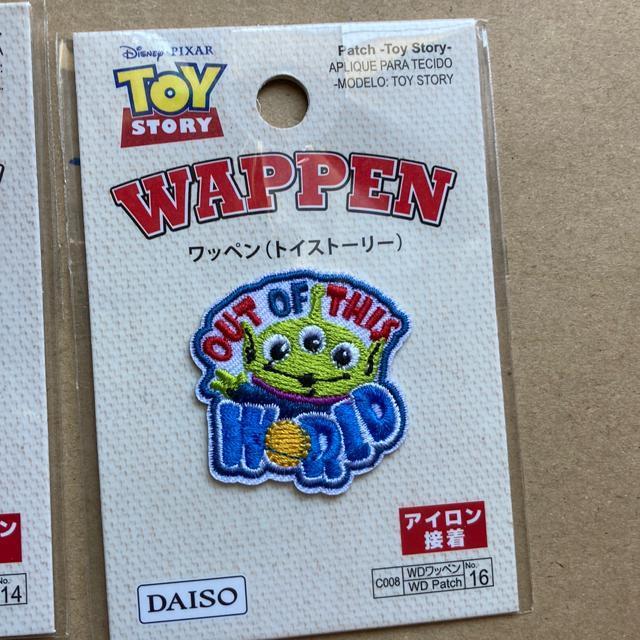 Disney PIXAR
TOY
STORY
Patch -Toy Story-
APLIQUE PARA TECIDO
-MODELO: TOY STORY
WAPPEN
ワッペン(トイストーリー)
OUT OF THIS
WORLD
アイロン
接着
DAISO
C008
WDワッペン
WD Patch
No.
16
ン
No.
14